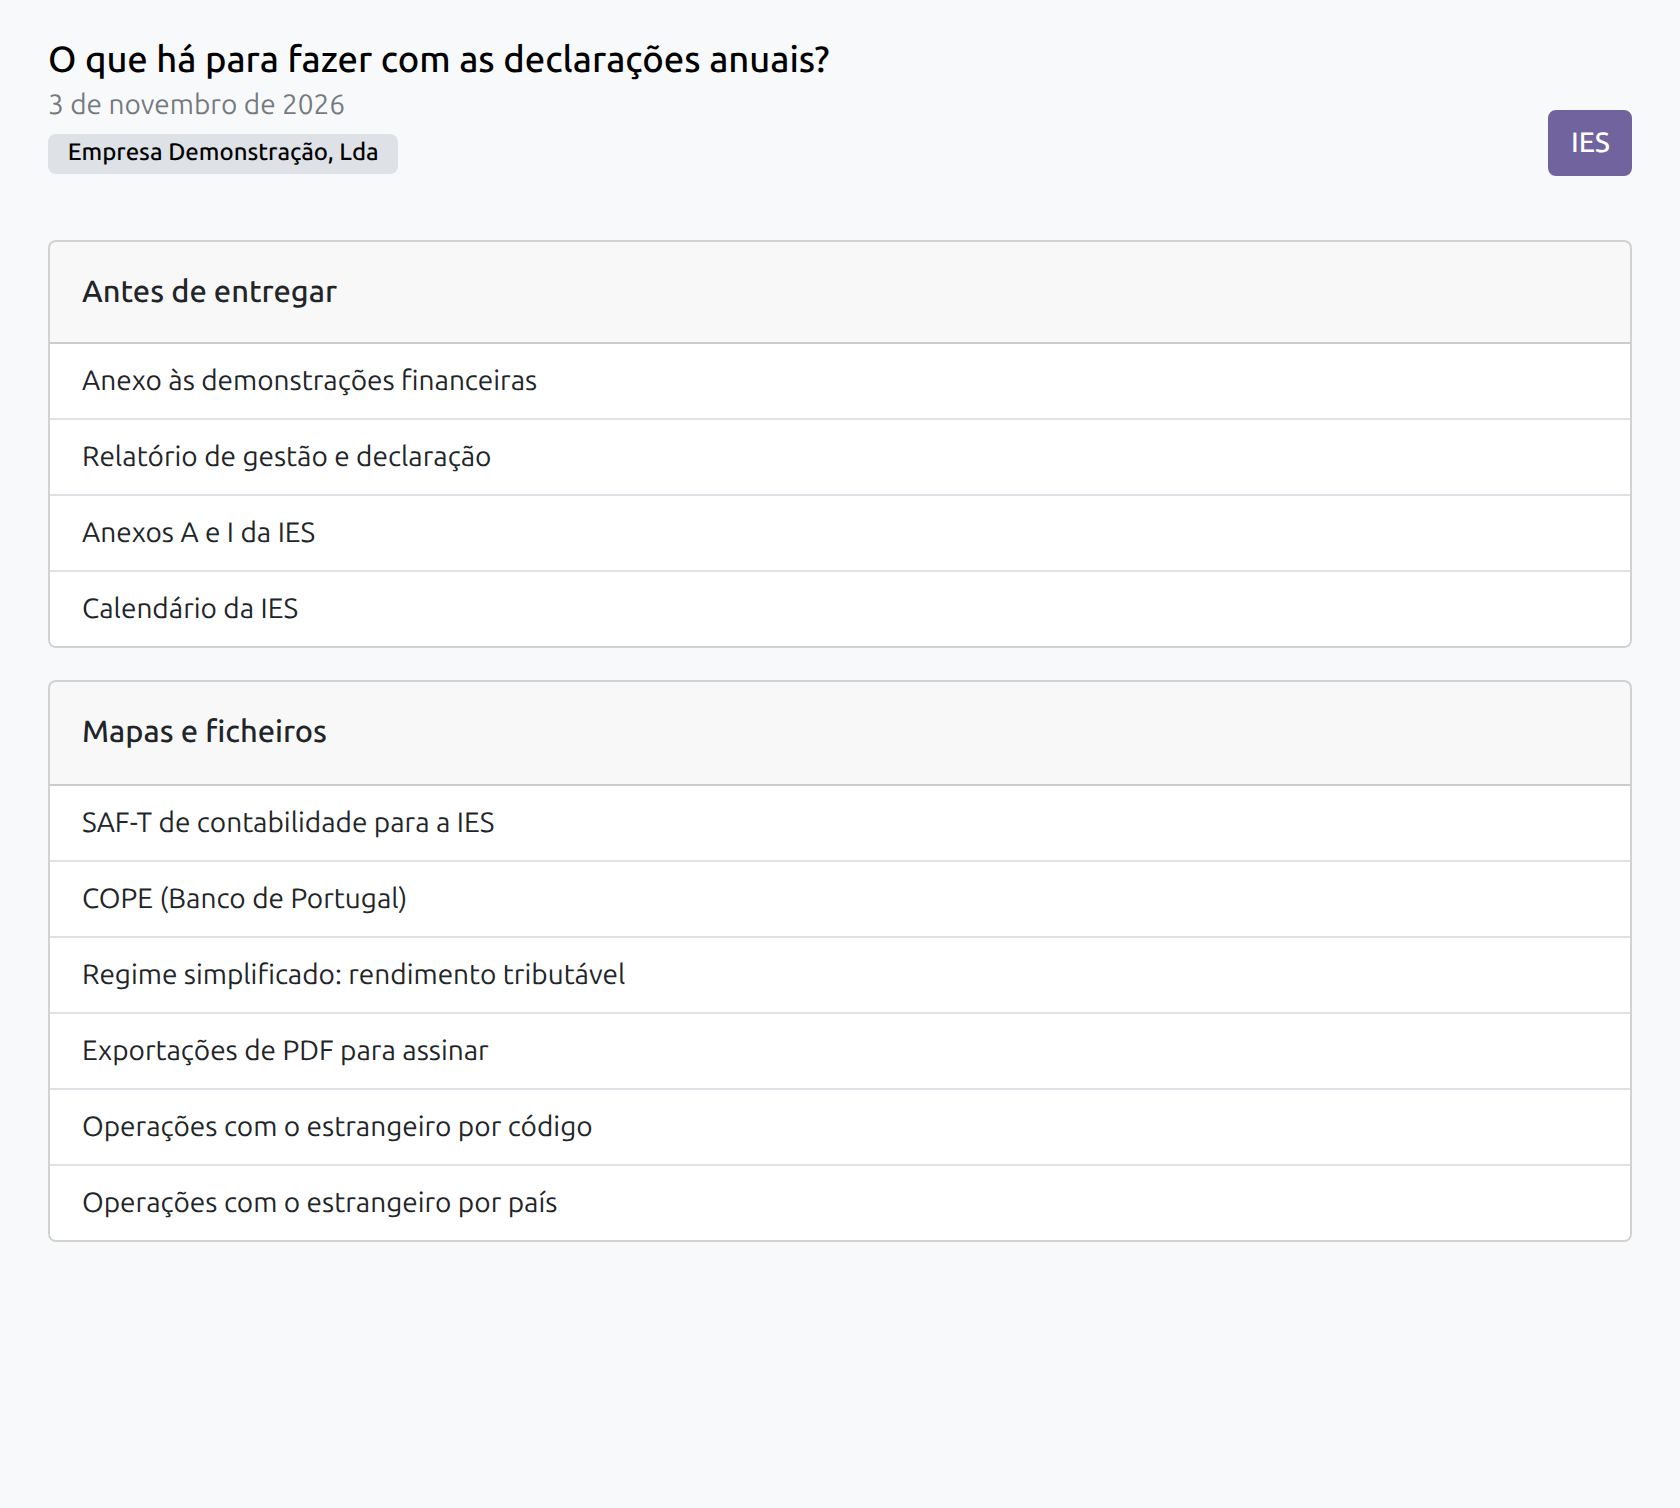 O que há para fazer com as declarações anuais?
3 de novembro de 2026
Empresa Demonstração, Lda
IES
Antes de entregar
Anexo às demonstrações financeiras
Relatório de gestão e declaração
Anexos A e I da IES
Calendário da IES
Mapas e ficheiros
SAF-T de contabilidade para a IES
COPE (Banco de Portugal)
Regime simplificado: rendimento tributável
Exportações de PDF para assinar
Operações com o estrangeiro por código
Operações com o estrangeiro por país